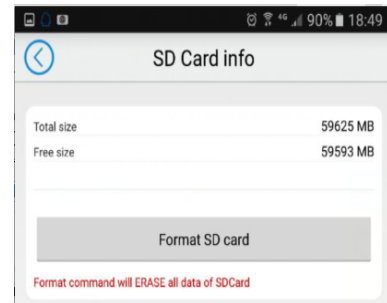 4G 90% 18:49
SD Card info
Total size 59625 MB
Free size 59593 MB
Format SD card
Format command will ERASE all data of SDCard